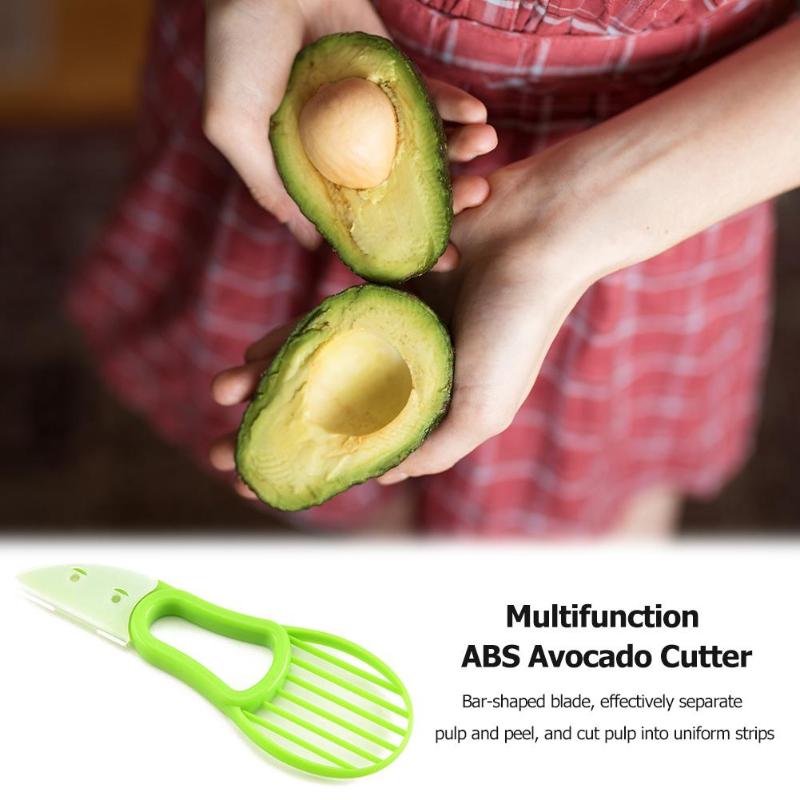 Multifunction
ABS Avocado Cutter
Bar-shaped blade, effectively separate
pulp and peel, and cut pulp into uniform strips